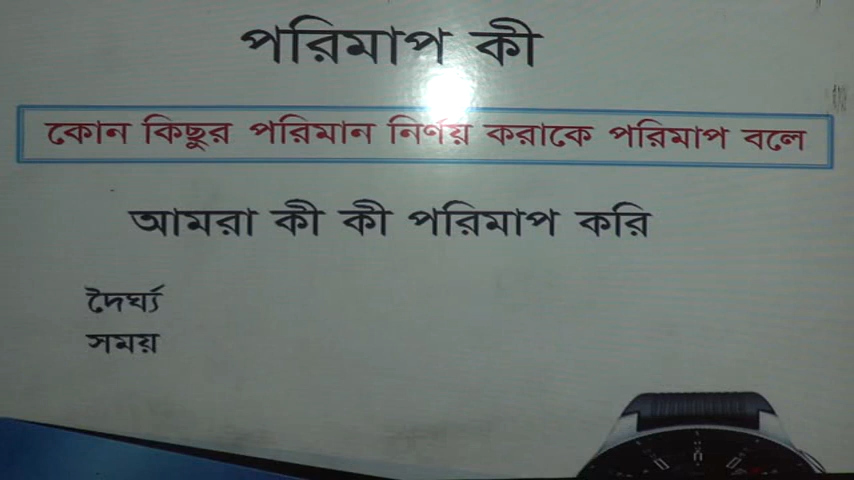 পরিমাপ কী
কোন কিছুর পরিমান নির্ণয় করাকে পরিমাপ বলে
আমরা কী কী পরিমাপ করি
দৈর্ঘ্য
সময়